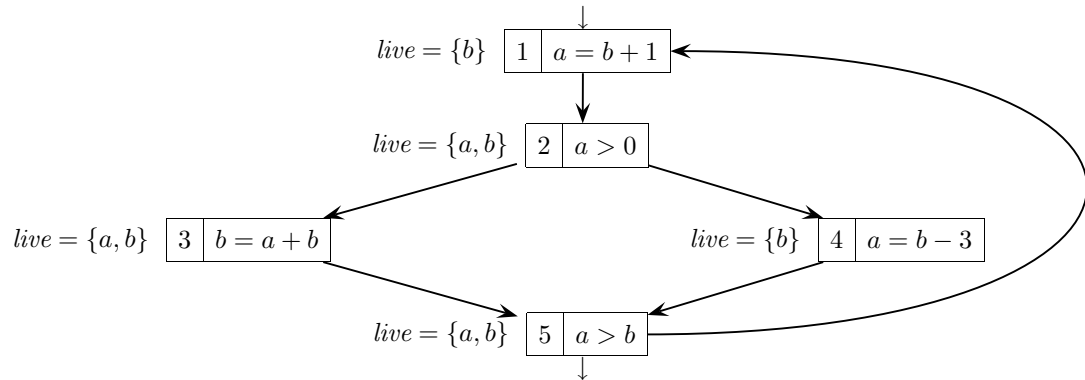 live = {b} 1 a = b + 1
live = {a, b} 2 a > 0
live = {a, b} 3 b = a + b live = {b} 4 a = b − 3
live = {a, b} 5 a > b